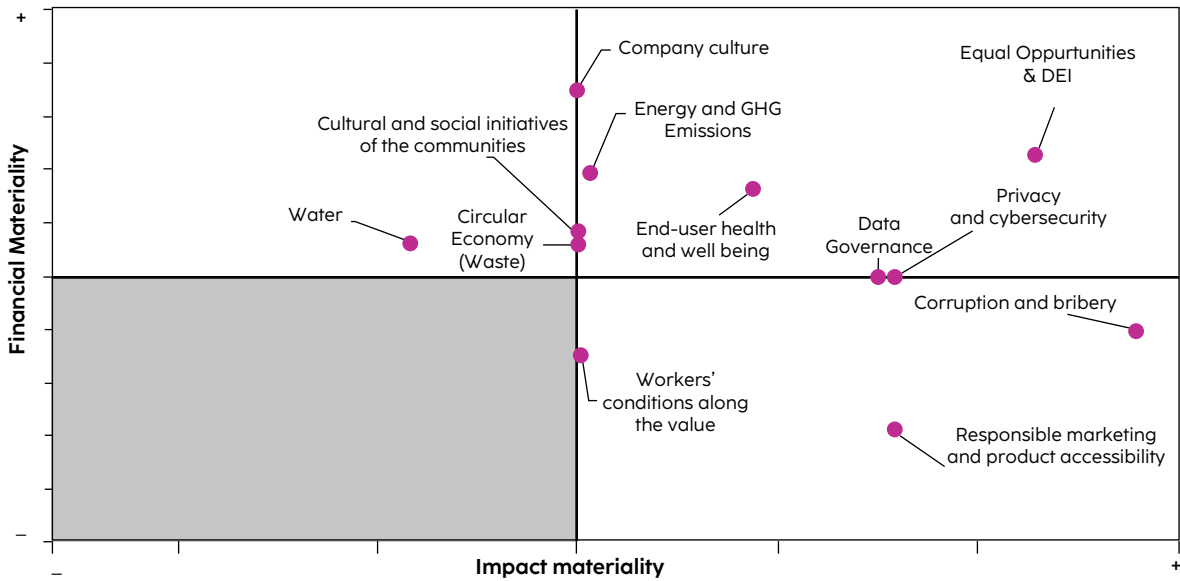 +
Company culture
Equal Oppurtunities
& DEI
Energy and GHG
Emissions
Cultural and social initiatives
of the communities
Privacy
and cybersecurity
Water
Circular
Economy
(Waste)
End-user health
and well being
Data
Governance
Financial Materiality
Corruption and bribery
Workers’
conditions along
the value
Responsible marketing
and product accessibility
–
–
Impact materiality
+